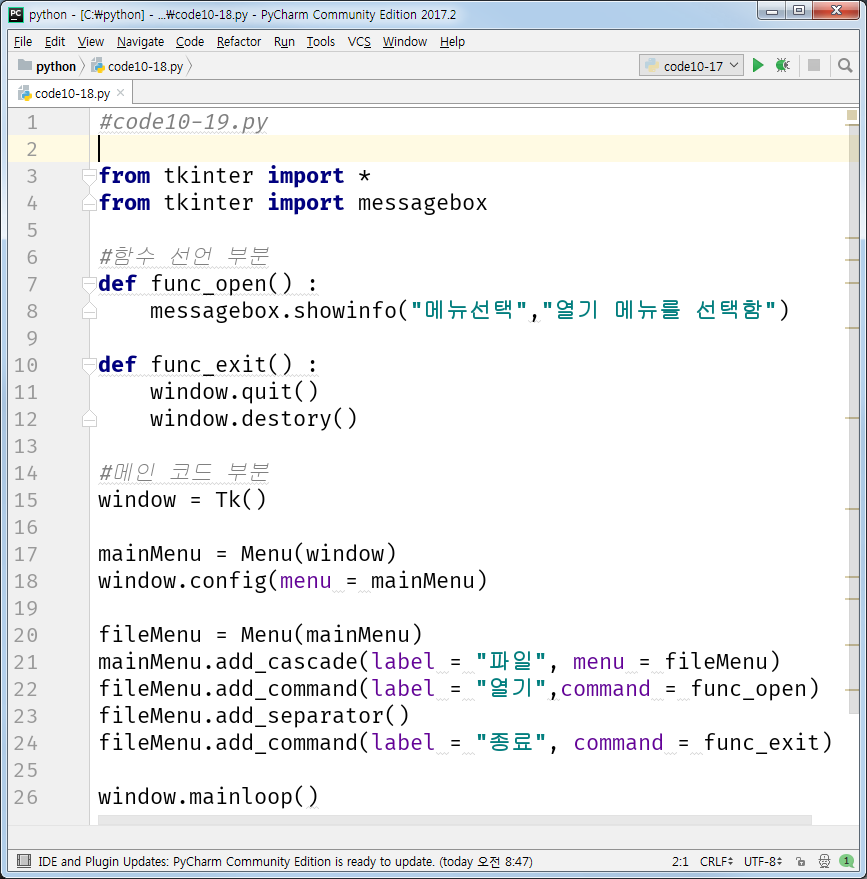 python - [C:\python] - ...\code10-18.py - PyCharm Community Edition 2017.2
File Edit View Navigate Code Refactor Run Tools VCS Window Help
python code10-18.py code10-17
code10-18.py
1 #code10-19.py
2
3 from tkinter import *
4 from tkinter import messagebox
5
6 #함수 선언 부분
7 def func_open() :
8 messagebox.showinfo("메뉴선택","열기 메뉴를 선택함")
9
10 def func_exit() :
11 window.quit()
12 window.destory()
13
14 #메인 코드 부분
15 window = Tk()
16
17 mainMenu = Menu(window)
18 window.config(menu = mainMenu)
19
20 fileMenu = Menu(mainMenu)
21 mainMenu.add_cascade(label = "파일", menu = fileMenu)
22 fileMenu.add_command(label = "열기",command = func_open)
23 fileMenu.add_separator()
24 fileMenu.add_command(label = "종료", command = func_exit)
25
26 window.mainloop()
IDE and Plugin Updates: PyCharm Community Edition is ready to update. (today 오전 8:47) 2:1 CRLF UTF-8 1